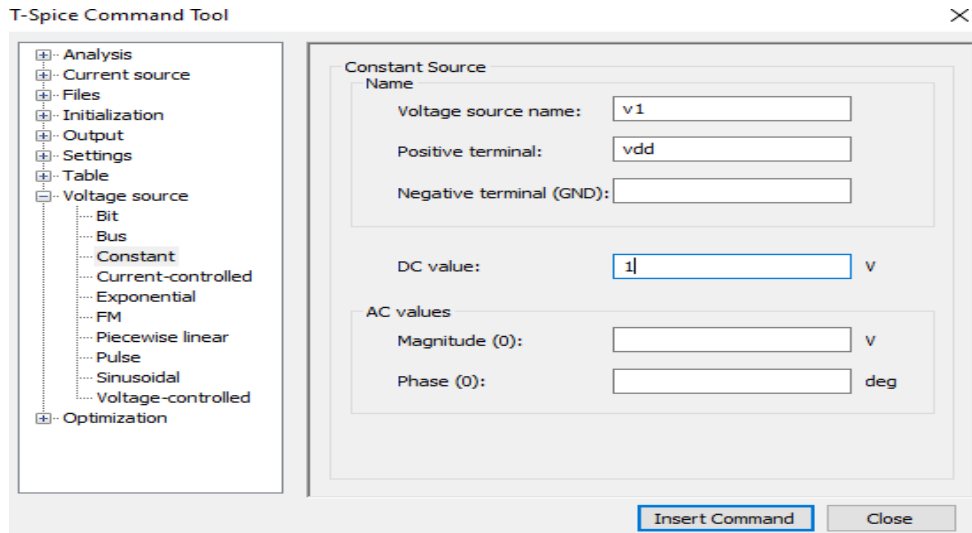 T-Spice Command Tool
Analysis
Current source
Files
Initialization
Output
Settings
Table
Voltage source
Bit
Bus
Constant
Current-controlled
Exponential
FM
Piecewise linear
Pulse
Sinusoidal
Voltage-controlled
Optimization
Constant Source
Name
Voltage source name: v1
Positive terminal: vdd
Negative terminal (GND):
DC value: 1 V
AC values
Magnitude (0): V
Phase (0): deg
Insert Command Close